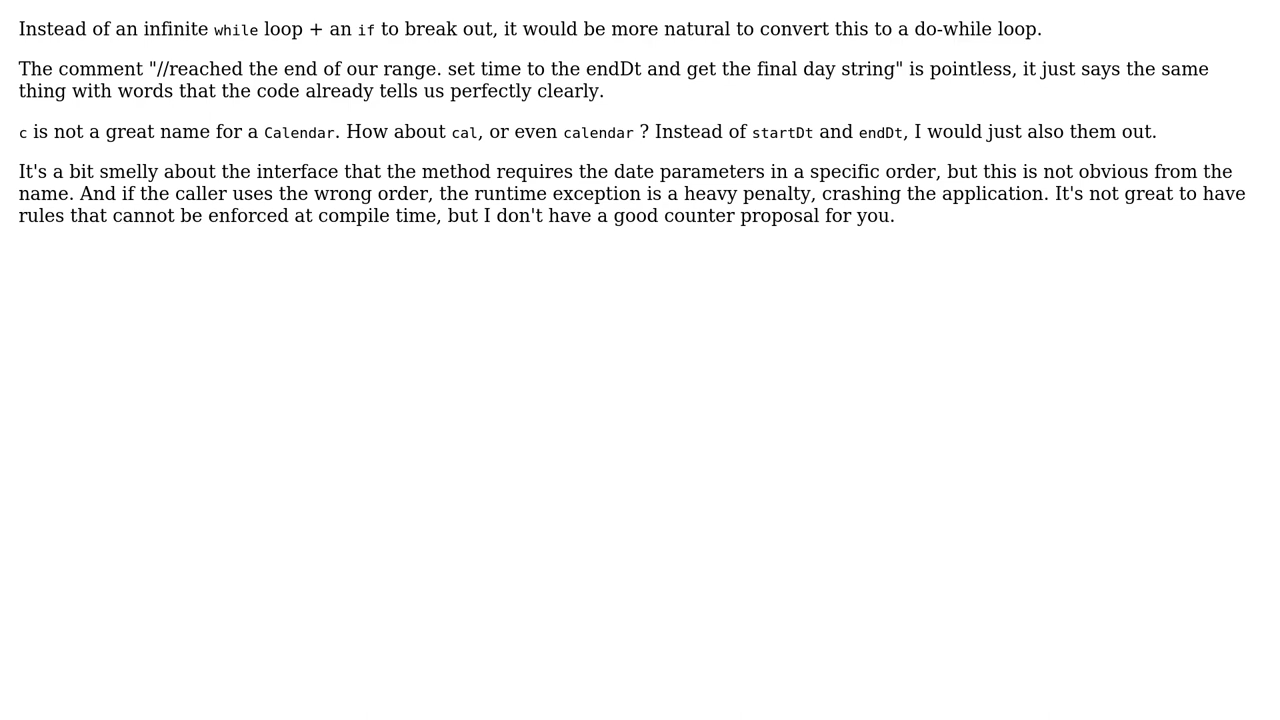 Instead of an infinite while loop + an if to break out, it would be more natural to convert this to a do-while loop.
The comment "//reached the end of our range. set time to the endDt and get the final day string" is pointless, it just says the same
thing with words that the code already tells us perfectly clearly.
c is not a great name for a Calendar. How about cal, or even calendar ? Instead of startDt and endDt, I would just also them out.
It's a bit smelly about the interface that the method requires the date parameters in a specific order, but this is not obvious from the
name. And if the caller uses the wrong order, the runtime exception is a heavy penalty, crashing the application. It's not great to have
rules that cannot be enforced at compile time, but I don't have a good counter proposal for you.